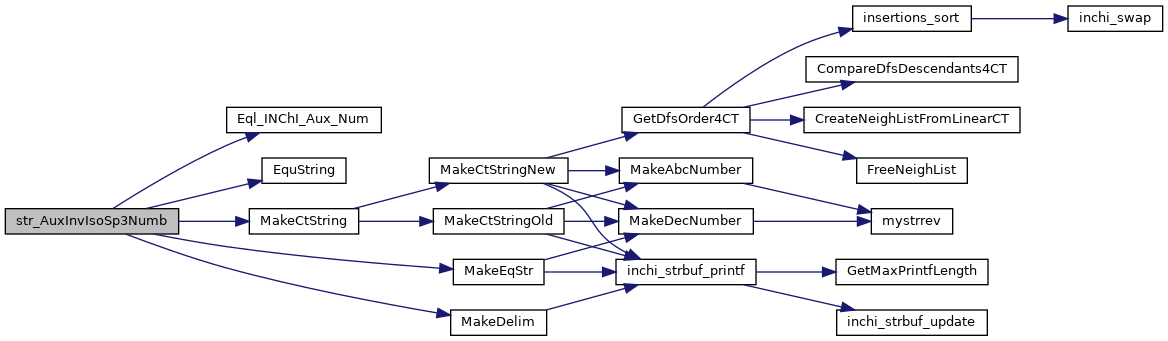 str_AuxInvIsoSp3Numb
Eql_INChI_Aux_Num
EquString
MakeCtString
MakeCtStringNew
GetDfsOrder4CT
insertions_sort
inchi_swap
CompareDfsDescendants4CT
CreateNeighListFromLinearCT
FreeNeighList
MakeAbcNumber
mystrrev
MakeDecNumber
inchi_strbuf_printf
GetMaxPrintfLength
inchi_strbuf_update
MakeCtStringOld
MakeEqStr
MakeDelim